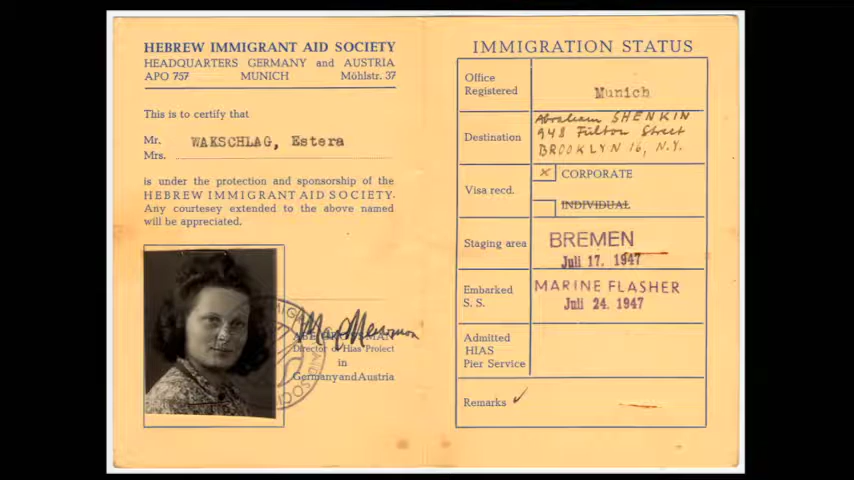 HEBREW IMMIGRANT AID SOCIETY
HEADQUARTERS GERMANY and AUSTRIA
APO 757 MUNICH Möhlstr. 37
This is to certify that
Mr. WAKSCHLAG, Estera
Mrs.
is under the protection and sponsorship of the
HEBREW IMMIGRANT AID SOCIETY.
Any courtesey extended to the above named
will be appreciated.
Director of Hias Project
in
Germany and Austria
IMMIGRATION STATUS
Office
Registered
Munich
Destination
Abraham SHENKIN
948 Fulton Street
BROOKLYN 16, N.Y.
Visa recd.
x CORPORATE
INDIVIDUAL
Staging area
BREMEN
Juli 17. 1947
Embarked
S. S.
MARINE FLASHER
Juli 24. 1947
Admitted
HIAS
Pier Service
Remarks ✓